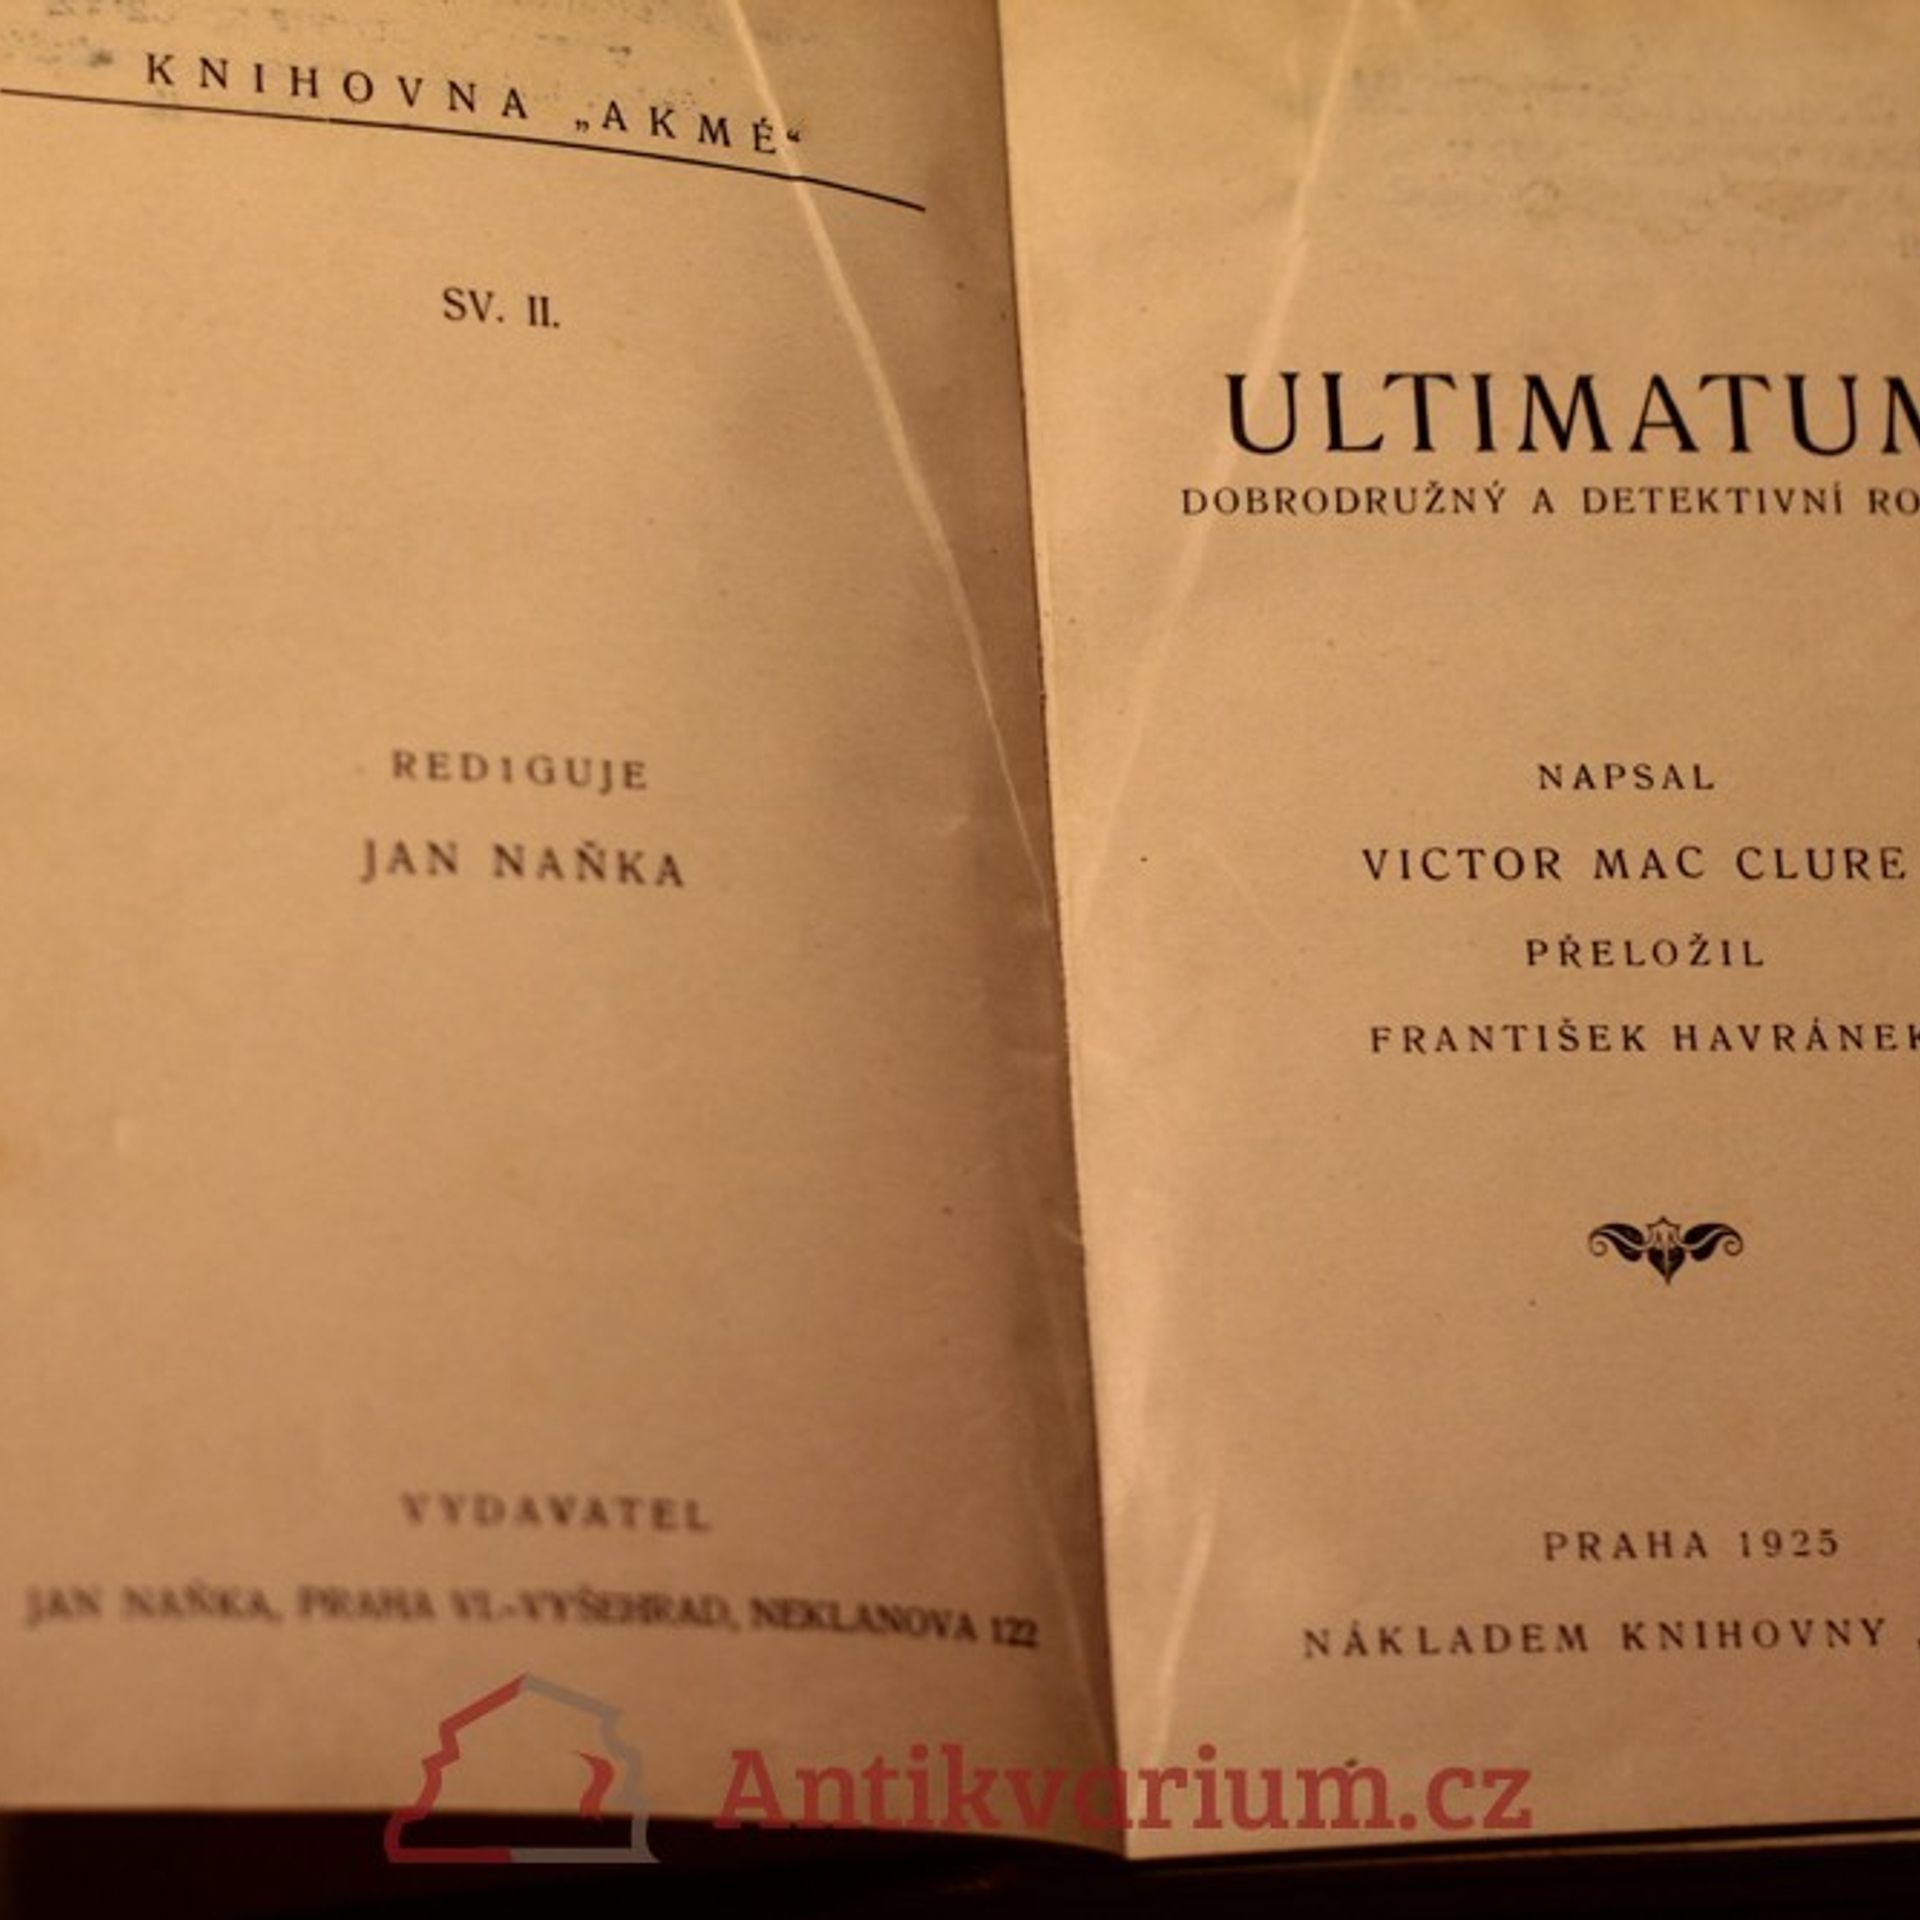 KNIHOVNA „AKMÉ“
SV. II.
REDIGUJE
JAN NAŇKA
VYDAVATEL
JAN NAŇKA, PRAHA VI.-VYŠEHRAD, NEKLANOVA 122
ULTIMATUM
DOBRODRUŽNÝ A DETEKTIVNÍ RO
NAPSAL
VICTOR MAC CLURE
PŘELOŽIL
FRANTIŠEK HAVRÁNEK
PRAHA 1925
NÁKLADEM KNIHOVNY
Antikvarium.cz